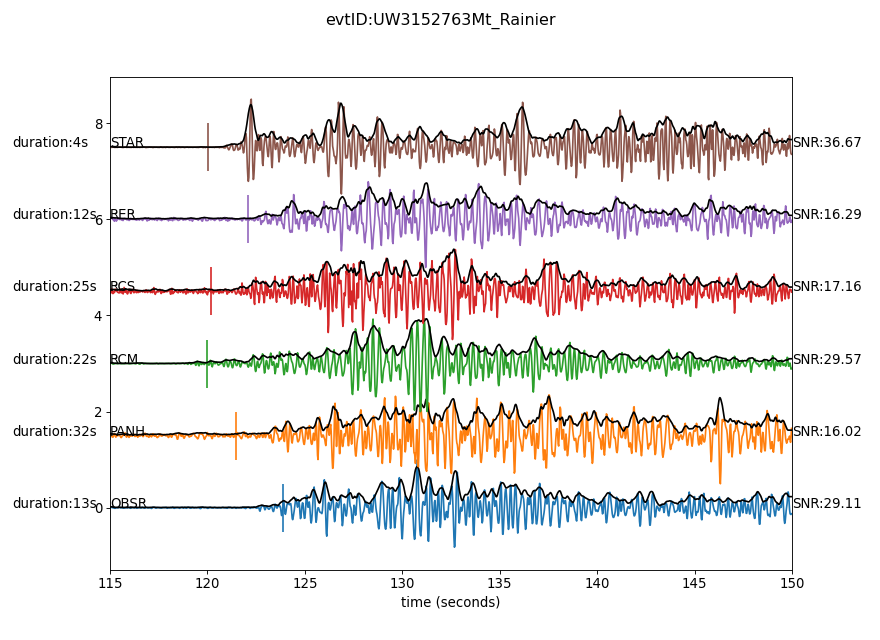 evtID:UW3152763Mt_Rainier
8
duration:4s STAR SNR:36.67
duration:12s RER SNR:16.29
6
duration:25s RCS SNR:17.16
4
duration:22s RCM SNR:29.57
2
duration:32s PANH SNR:16.02
duration:13s OBSR SNR:29.11
0
115 120 125 130 135 140 145 150
time (seconds)